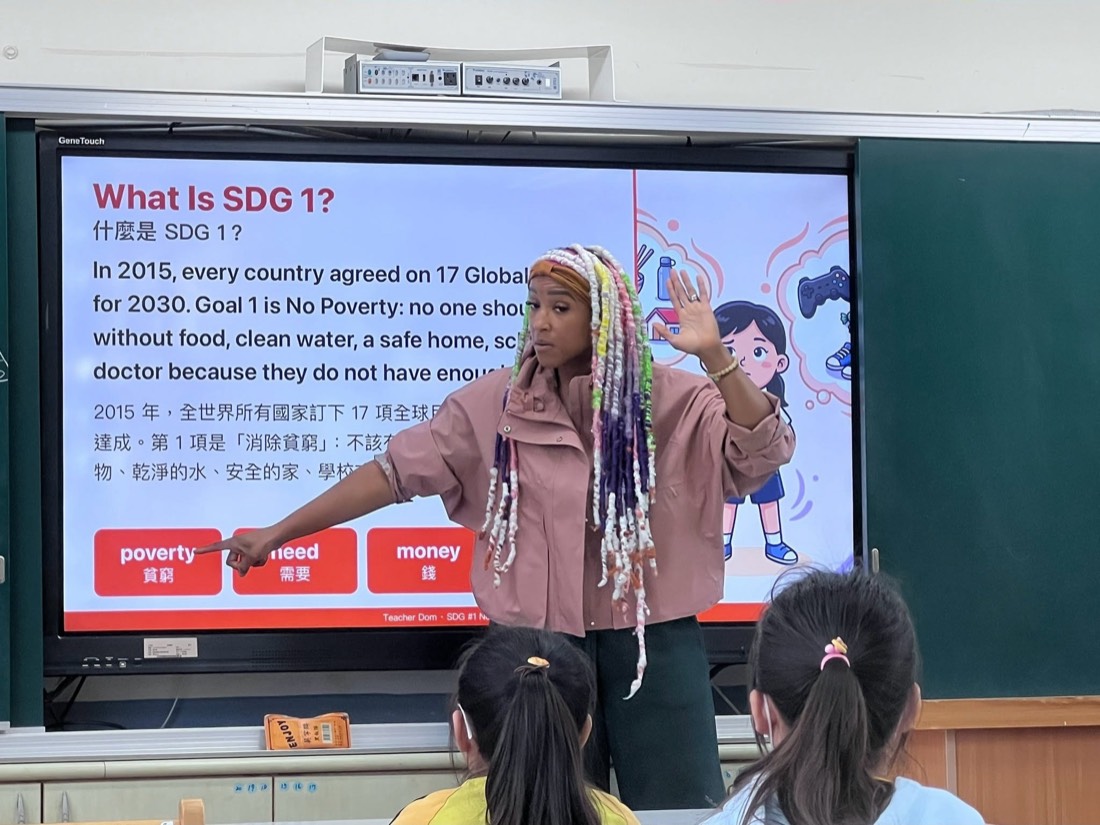 GeneTouch
What Is SDG 1?
什麼是 SDG 1？
In 2015, every country agreed on 17 Global
for 2030. Goal 1 is No Poverty: no one
without food, clean water, a safe home,
doctor because they do not have
2015 年，全世界所有國家訂下 17 項全球
達成。第 1 項是「消除貧窮」：不該
物、乾淨的水、安全的家、學校
poverty need money
貧窮 需要 錢
Teacher Dom · SDG #1
ENJOY